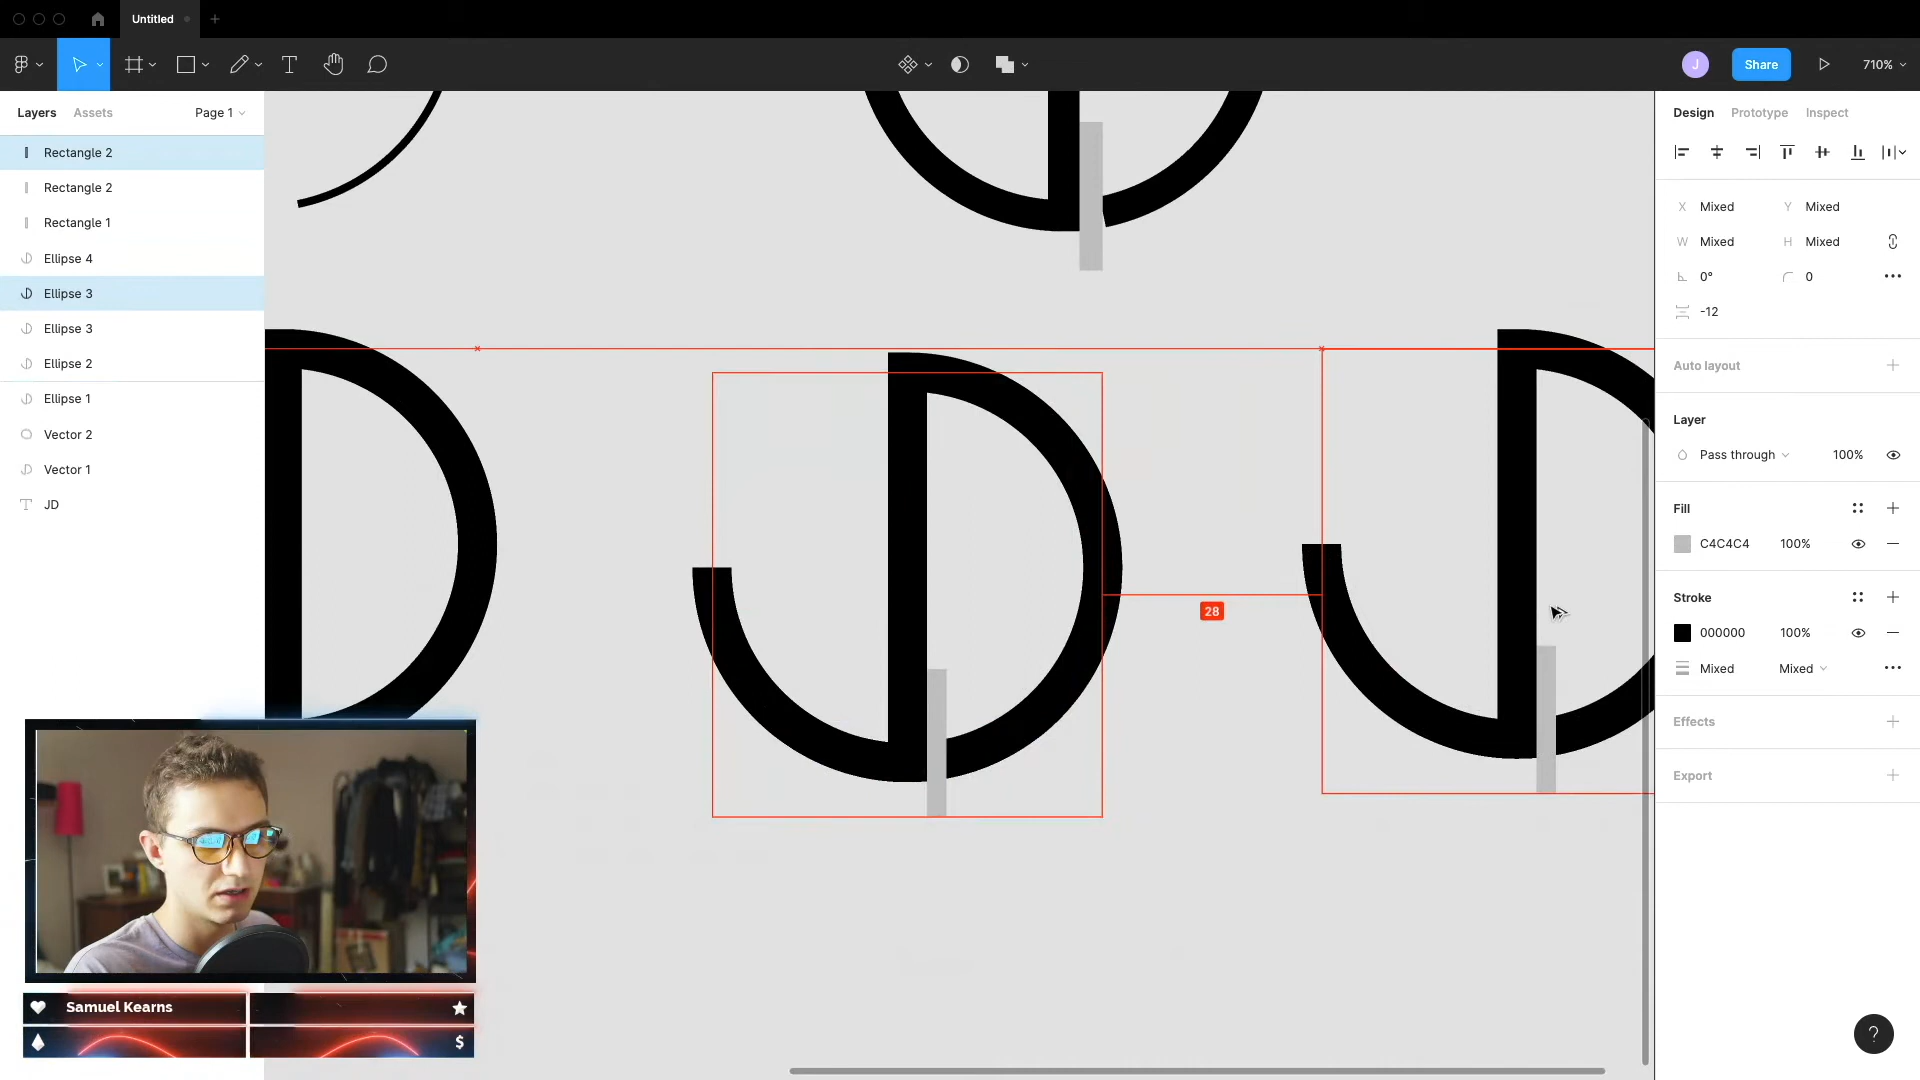 Untitled
Share
710%
Layers
Assets
Page 1
Design
Prototype
Inspect
Rectangle 2
Rectangle 2
Rectangle 1
Ellipse 4
Ellipse 3
Ellipse 3
Ellipse 2
Ellipse 1
Vector 2
Vector 1
JD
X Mixed
Y Mixed
W Mixed
H Mixed
0°
0
-12
Auto layout
Layer
Pass through
100%
Fill
C4C4C4
100%
Stroke
000000
100%
Mixed
Mixed
Effects
Export
28
J
Samuel Kearns
$
?